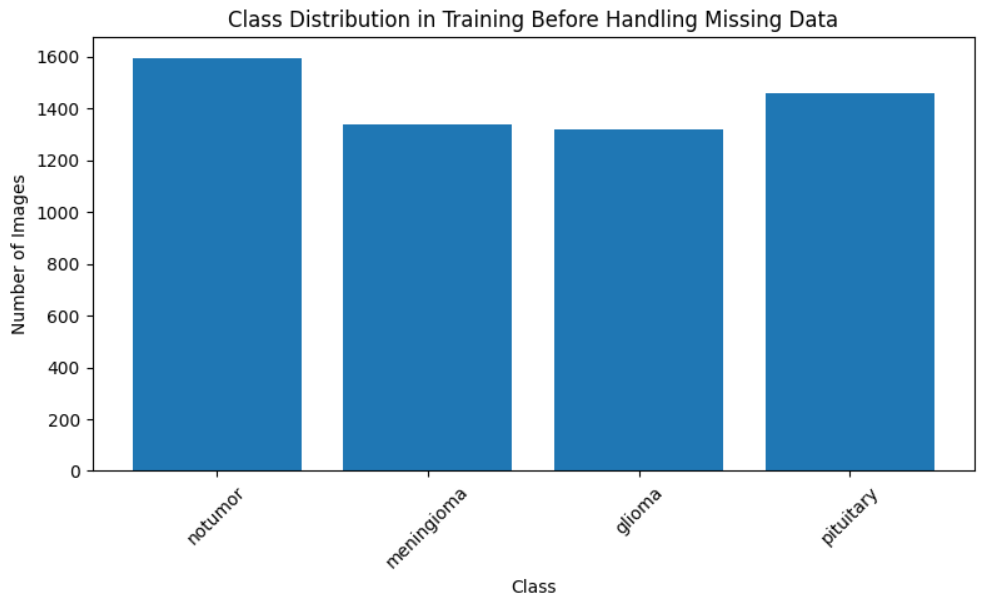 Class Distribution in Training Before Handling Missing Data
1600
1400
1200
1000
800
600
400
200
0
Number of Images
notumor
meningioma
glioma
pituitary
Class